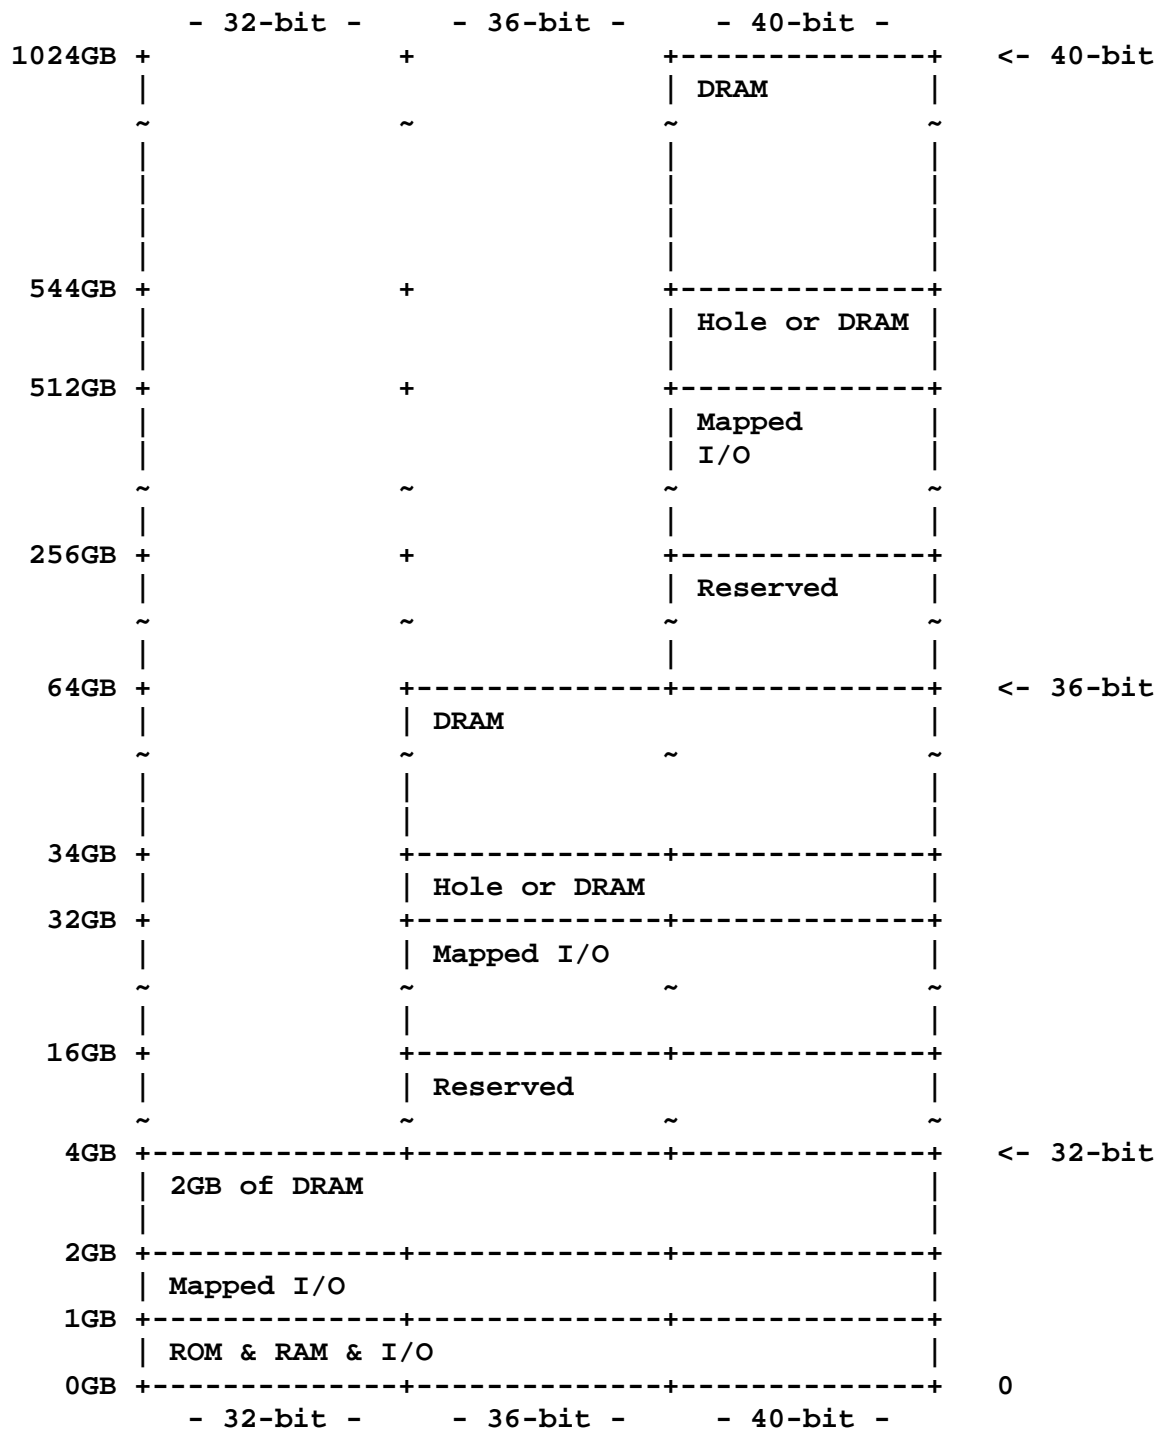 - 32-bit -     - 36-bit -     - 40-bit -
1024GB +              +              +--------------+   <- 40-bit
       |                             | DRAM         |
       ~              ~              ~              ~
       |                             |              |
       |                             |              |
       |                             |              |
       |                             |              |
 544GB +              +              +--------------+
       |                             | Hole or DRAM |
       |                             |              |
 512GB +              +              +--------------+
       |                             | Mapped       |
       |                             | I/O          |
       ~              ~              ~              ~
       |                             |              |
 256GB +              +              +--------------+
       |                             | Reserved     |
       ~              ~              ~              ~
       |                             |              |
  64GB +              +--------------+--------------+   <- 36-bit
       |              | DRAM                        |
       ~              ~              ~              ~
       |              |                             |
       |              |                             |
  34GB +              +--------------+--------------+
       |              | Hole or DRAM                |
  32GB +              +--------------+--------------+
       |              | Mapped I/O                  |
       ~              ~              ~              ~
       |              |                             |
  16GB +              +--------------+--------------+
       |              | Reserved                    |
       ~              ~              ~              ~
   4GB +--------------+--------------+--------------+   <- 32-bit
       | 2GB of DRAM                                |
       |                                            |
   2GB +--------------+--------------+--------------+
       | Mapped I/O                                 |
   1GB +--------------+--------------+--------------+
       | ROM & RAM & I/O                            |
   0GB +--------------+--------------+--------------+   0
          - 32-bit -     - 36-bit -     - 40-bit -